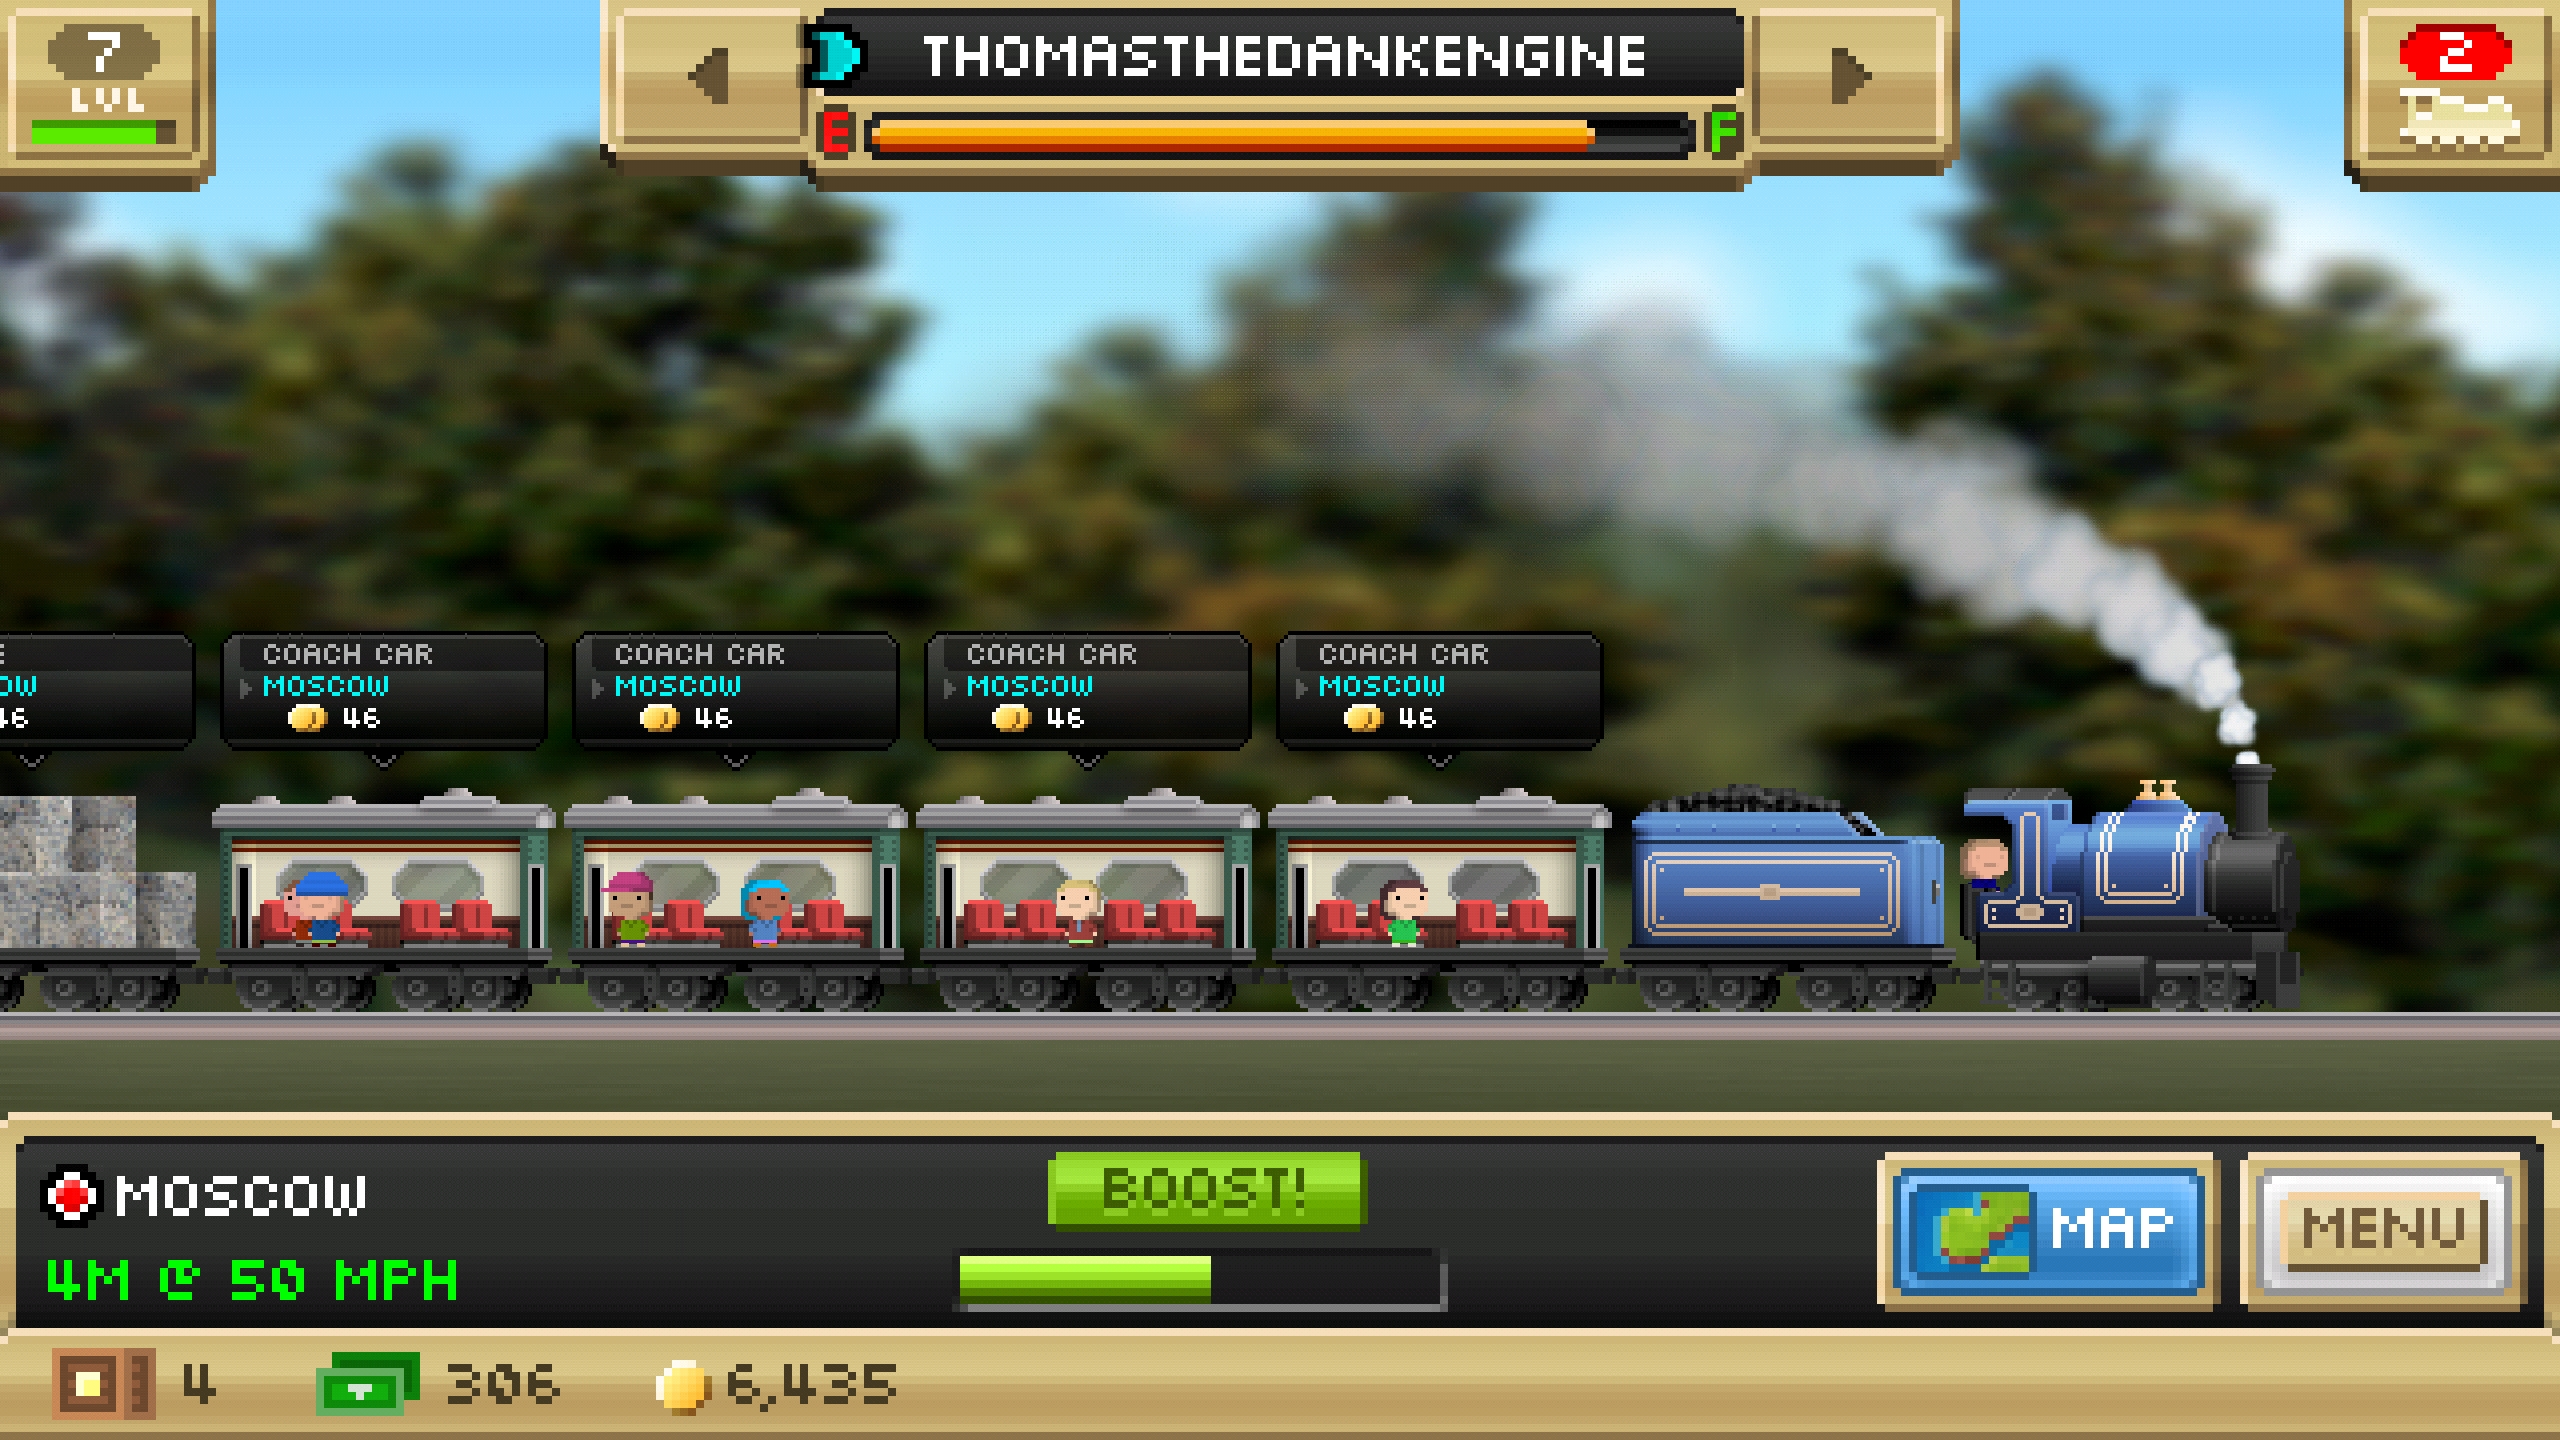 7
LVL
THOMASTHEDANKENGINE
E
F
2
COACH CAR
MOSCOW
46
COACH CAR
MOSCOW
46
COACH CAR
MOSCOW
46
COACH CAR
MOSCOW
46
MOSCOW
4M @ 50 MPH
BOOST!
MAP
MENU
4
306
6,435